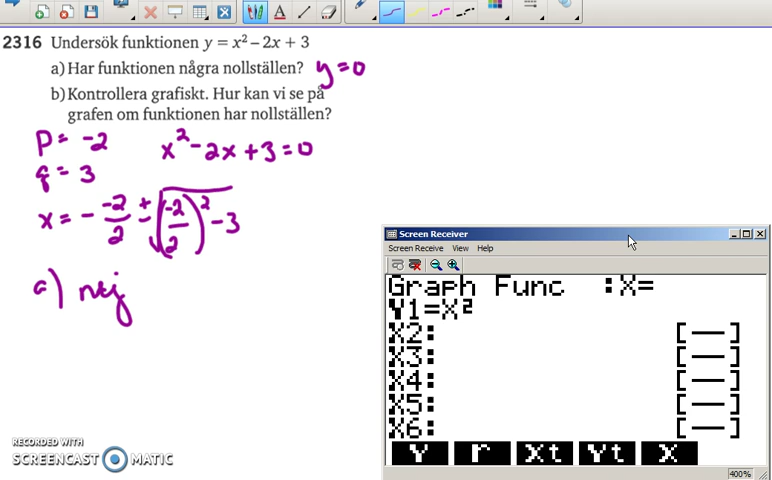 2316 Undersök funktionen y = x² – 2x + 3
a) Har funktionen några nollställen? y=0
b) Kontrollera grafiskt. Hur kan vi se på
grafen om funktionen har nollställen?
p = -2
x² - 2x + 3 = 0
q = 3
x = - -2/2 ± √(-2/2)² - 3
a) nej
Screen Receiver
Screen Receive View Help
Graph Func :X=
Y1=X²
X2: [—]
X3: [—]
X4: [—]
X5: [—]
X6: [—]
Y r Xt Yt X
400%
RECORDED WITH
SCREENCAST O MATIC